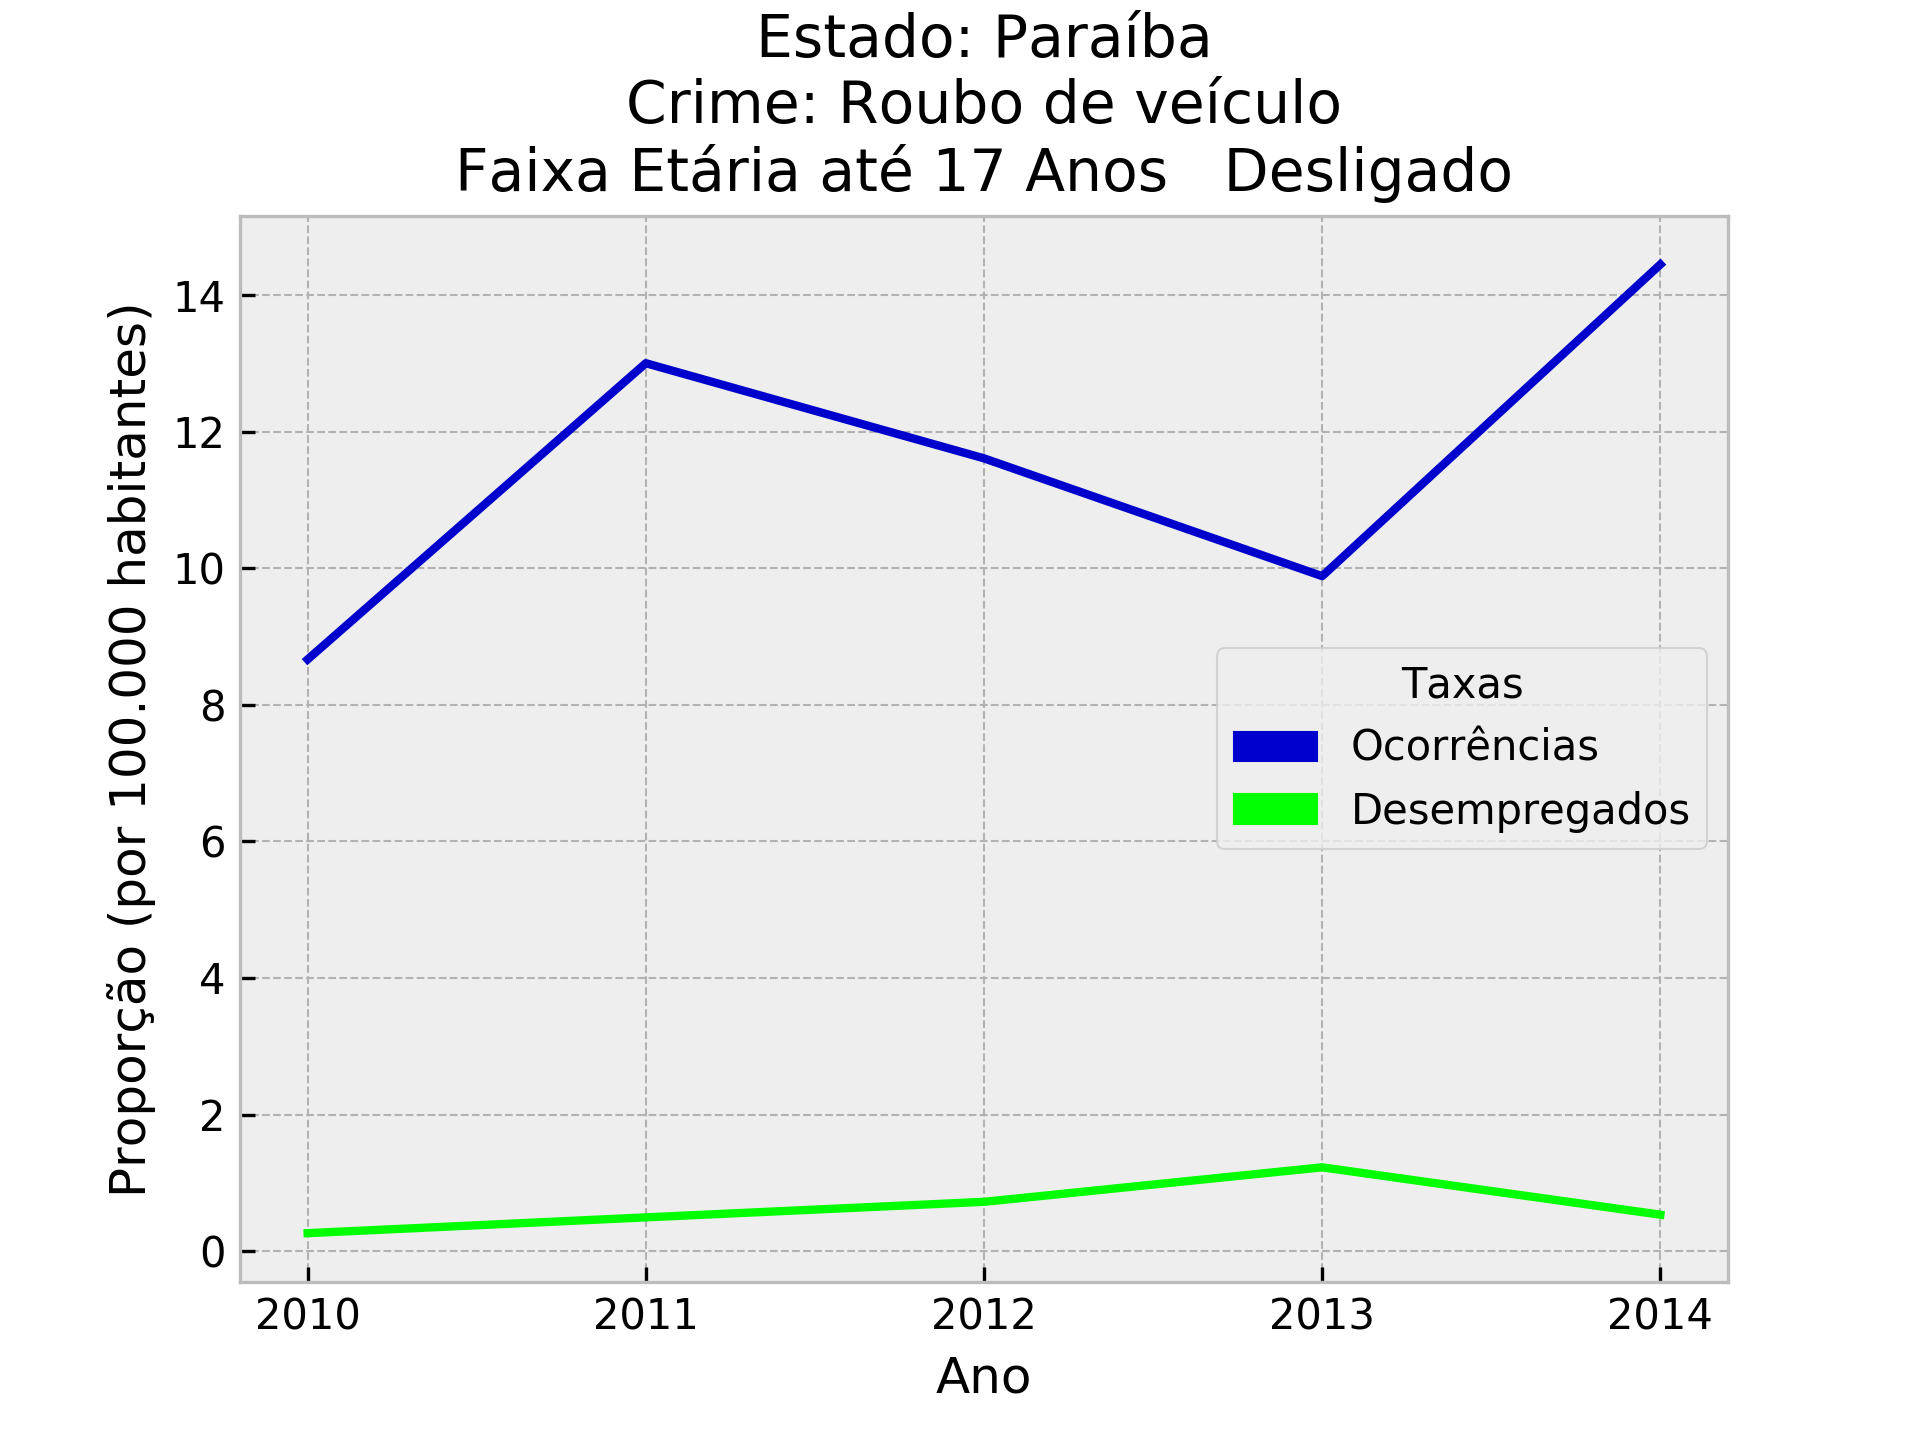 Estado: Paraíba
Crime: Roubo de veículo
Faixa Etária até 17 Anos   Desligado
Proporção (por 100.000 habitantes)
14
12
10
8
6
4
2
0
Taxas
Ocorrências
Desempregados
2010 2011 2012 2013 2014
Ano